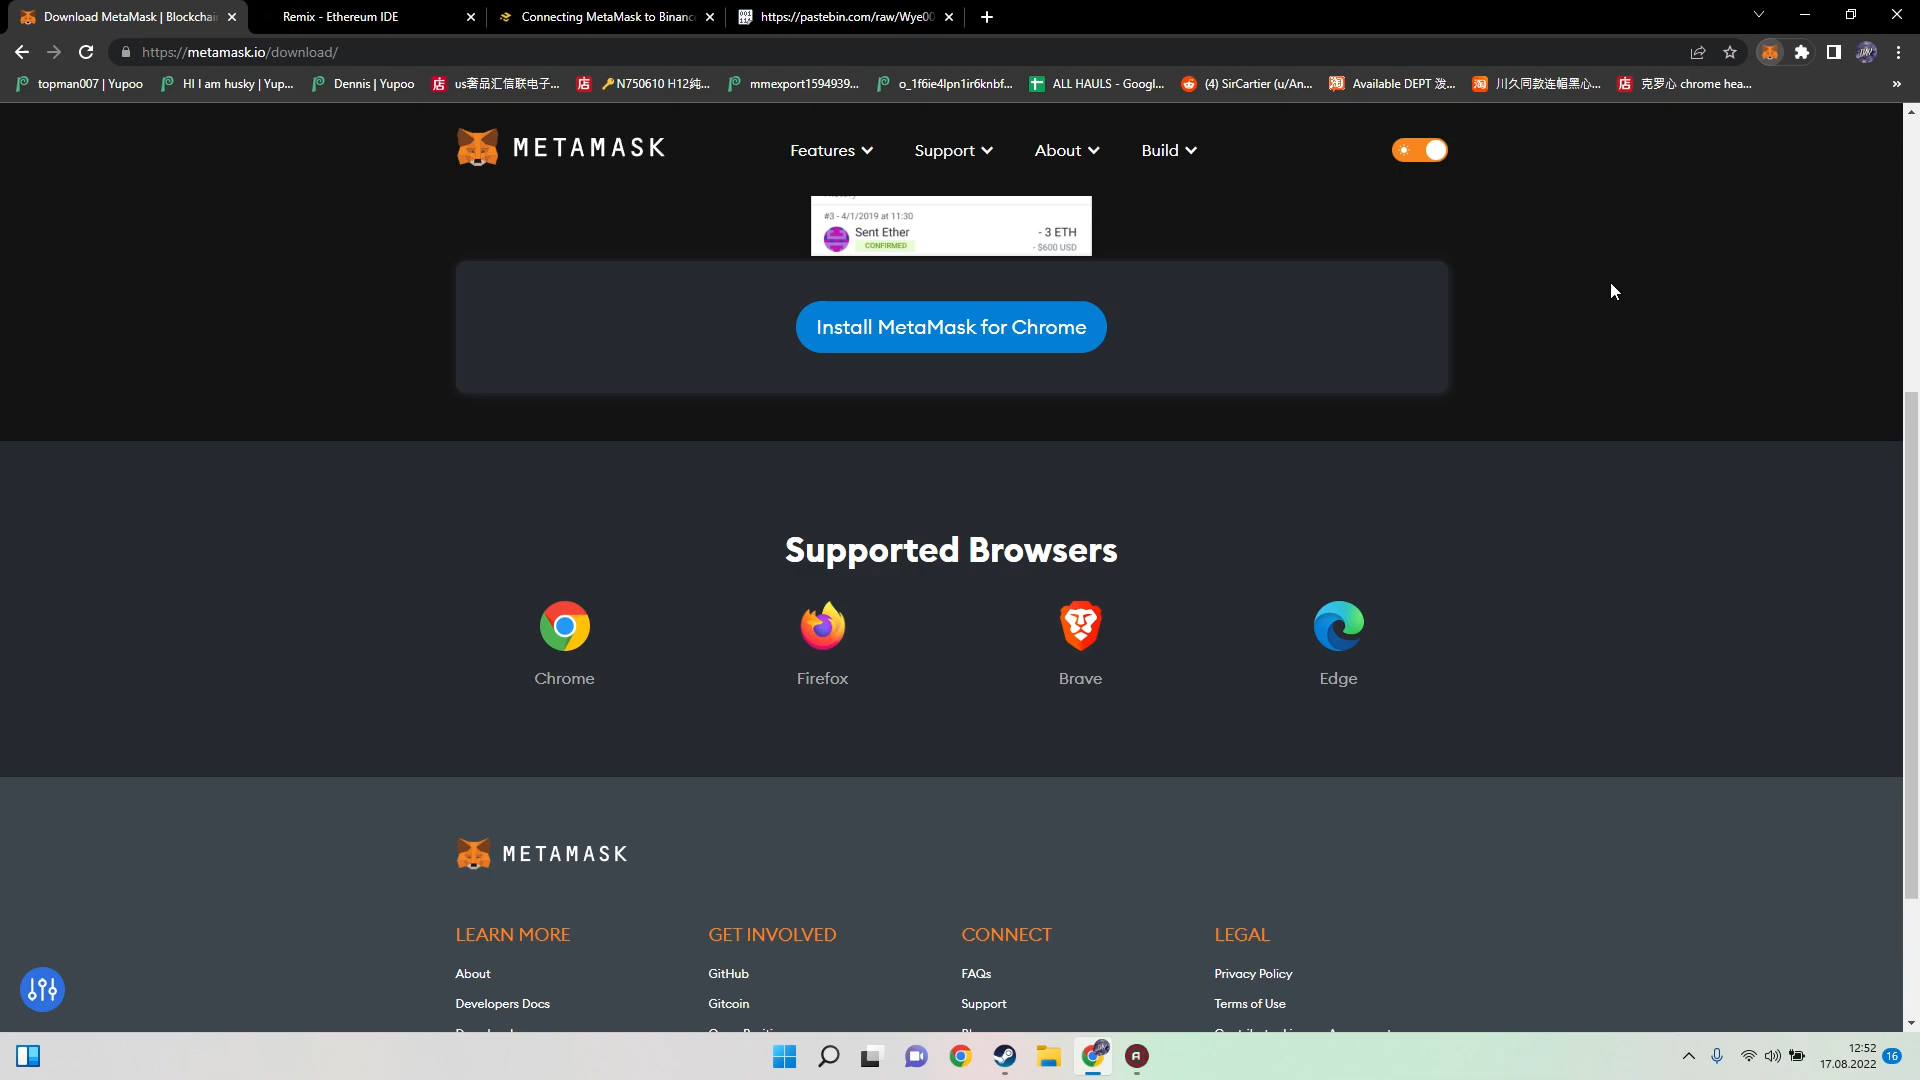 Download MetaMask | Blockchai
Remix - Ethereum IDE
Connecting MetaMask to Binanc
https://pastebin.com/raw/Wye00
https://metamask.io/download/
topman007 | Yupoo
HI I am husky | Yup...
Dennis | Yupoo
us奢品汇信联电子...
N750610 H12純...
mmexport1594939...
o_1f6ie4lpn1ir6knbf...
ALL HAULS - Googl...
(4) SirCartier (u/An...
Available DEPT 泼...
川久同款连帽黑心...
克罗心 chrome hea...
METAMASK
Features
Support
About
Build
#3 - 4/1/2019 at 11:30
Sent Ether
- 3 ETH
CONFIRMED
- $600 USD
Install MetaMask for Chrome
Supported Browsers
Chrome
Firefox
Brave
Edge
METAMASK
LEARN MORE
GET INVOLVED
CONNECT
LEGAL
About
GitHub
FAQs
Privacy Policy
Developers Docs
Gitcoin
Support
Terms of Use
12:52
17.08.2022
16